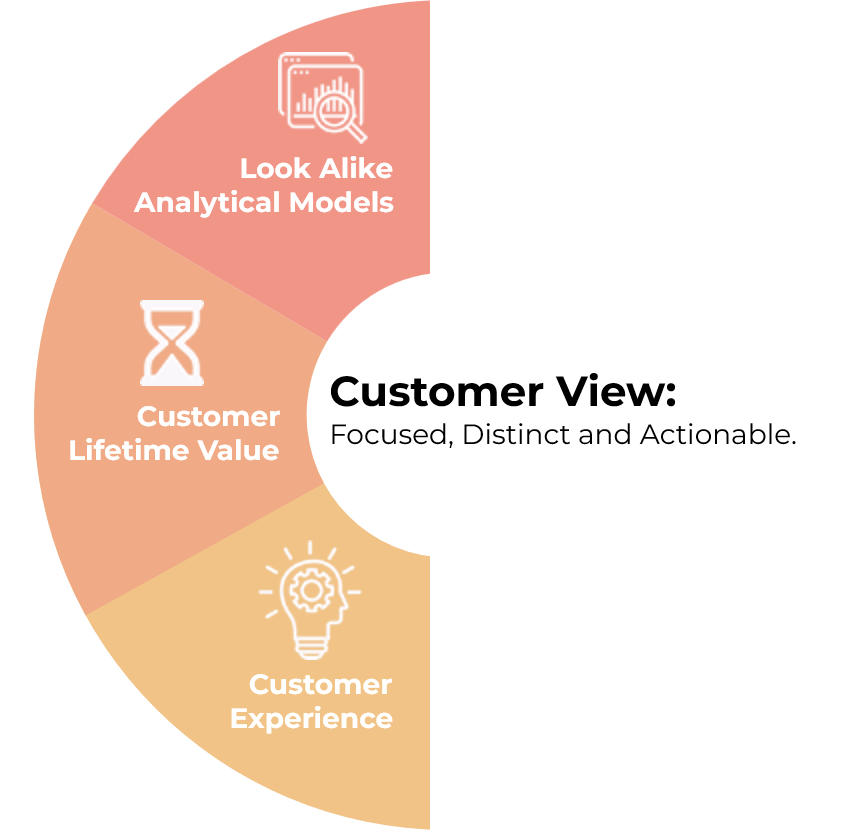 Look Alike
Analytical Models
Customer
Lifetime Value
Customer View:
Focused, Distinct and Actionable.
Customer
Experience